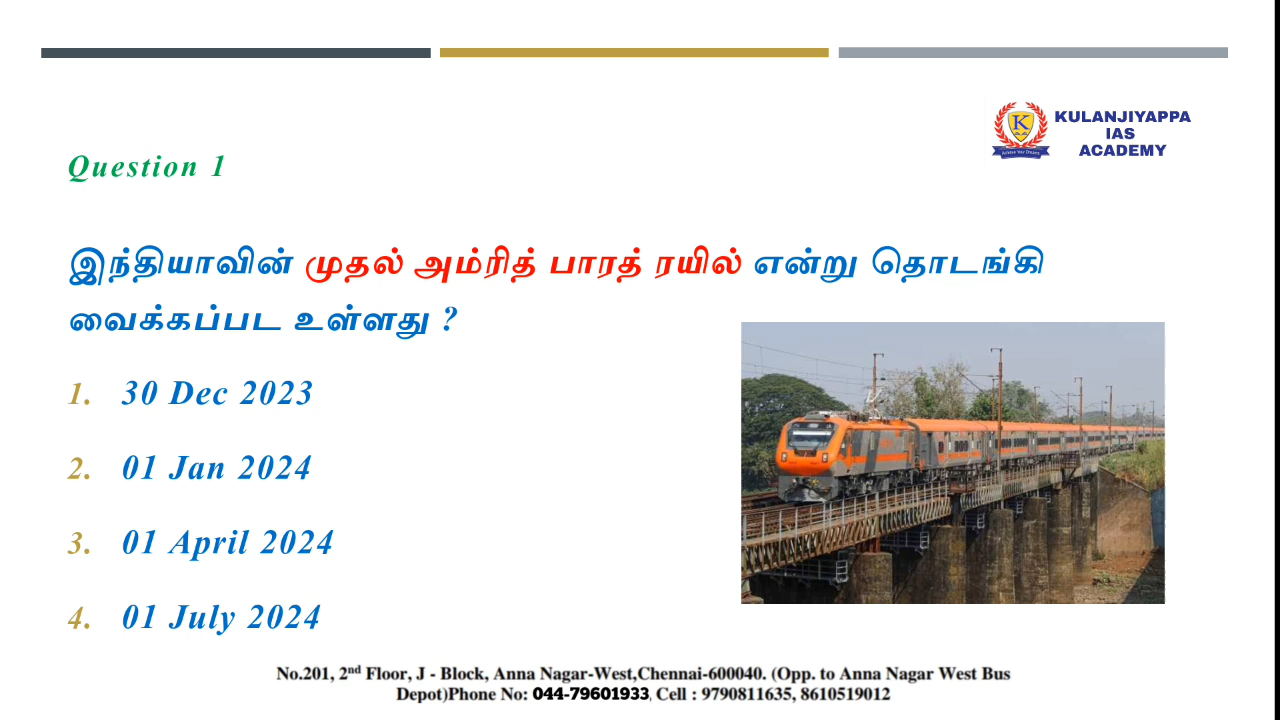 KULANJIYAPPA
IAS
ACADEMY
Question 1
இந்தியாவின் முதல் அம்ரித் பாரத் ரயில் என்று தொடங்கி
வைக்கப்பட உள்ளது ?
1. 30 Dec 2023
2. 01 Jan 2024
3. 01 April 2024
4. 01 July 2024
No.201, 2nd Floor, J - Block, Anna Nagar-West,Chennai-600040. (Opp. to Anna Nagar West Bus
Depot)Phone No: 044-79601933, Cell : 9790811635, 8610519012